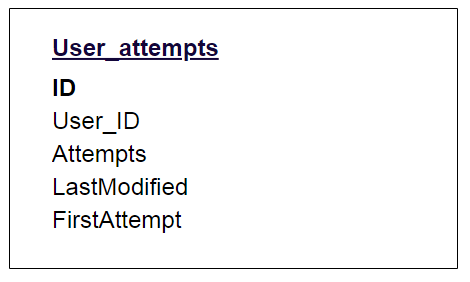 User_attempts
ID
User_ID
Attempts
LastModified
FirstAttempt